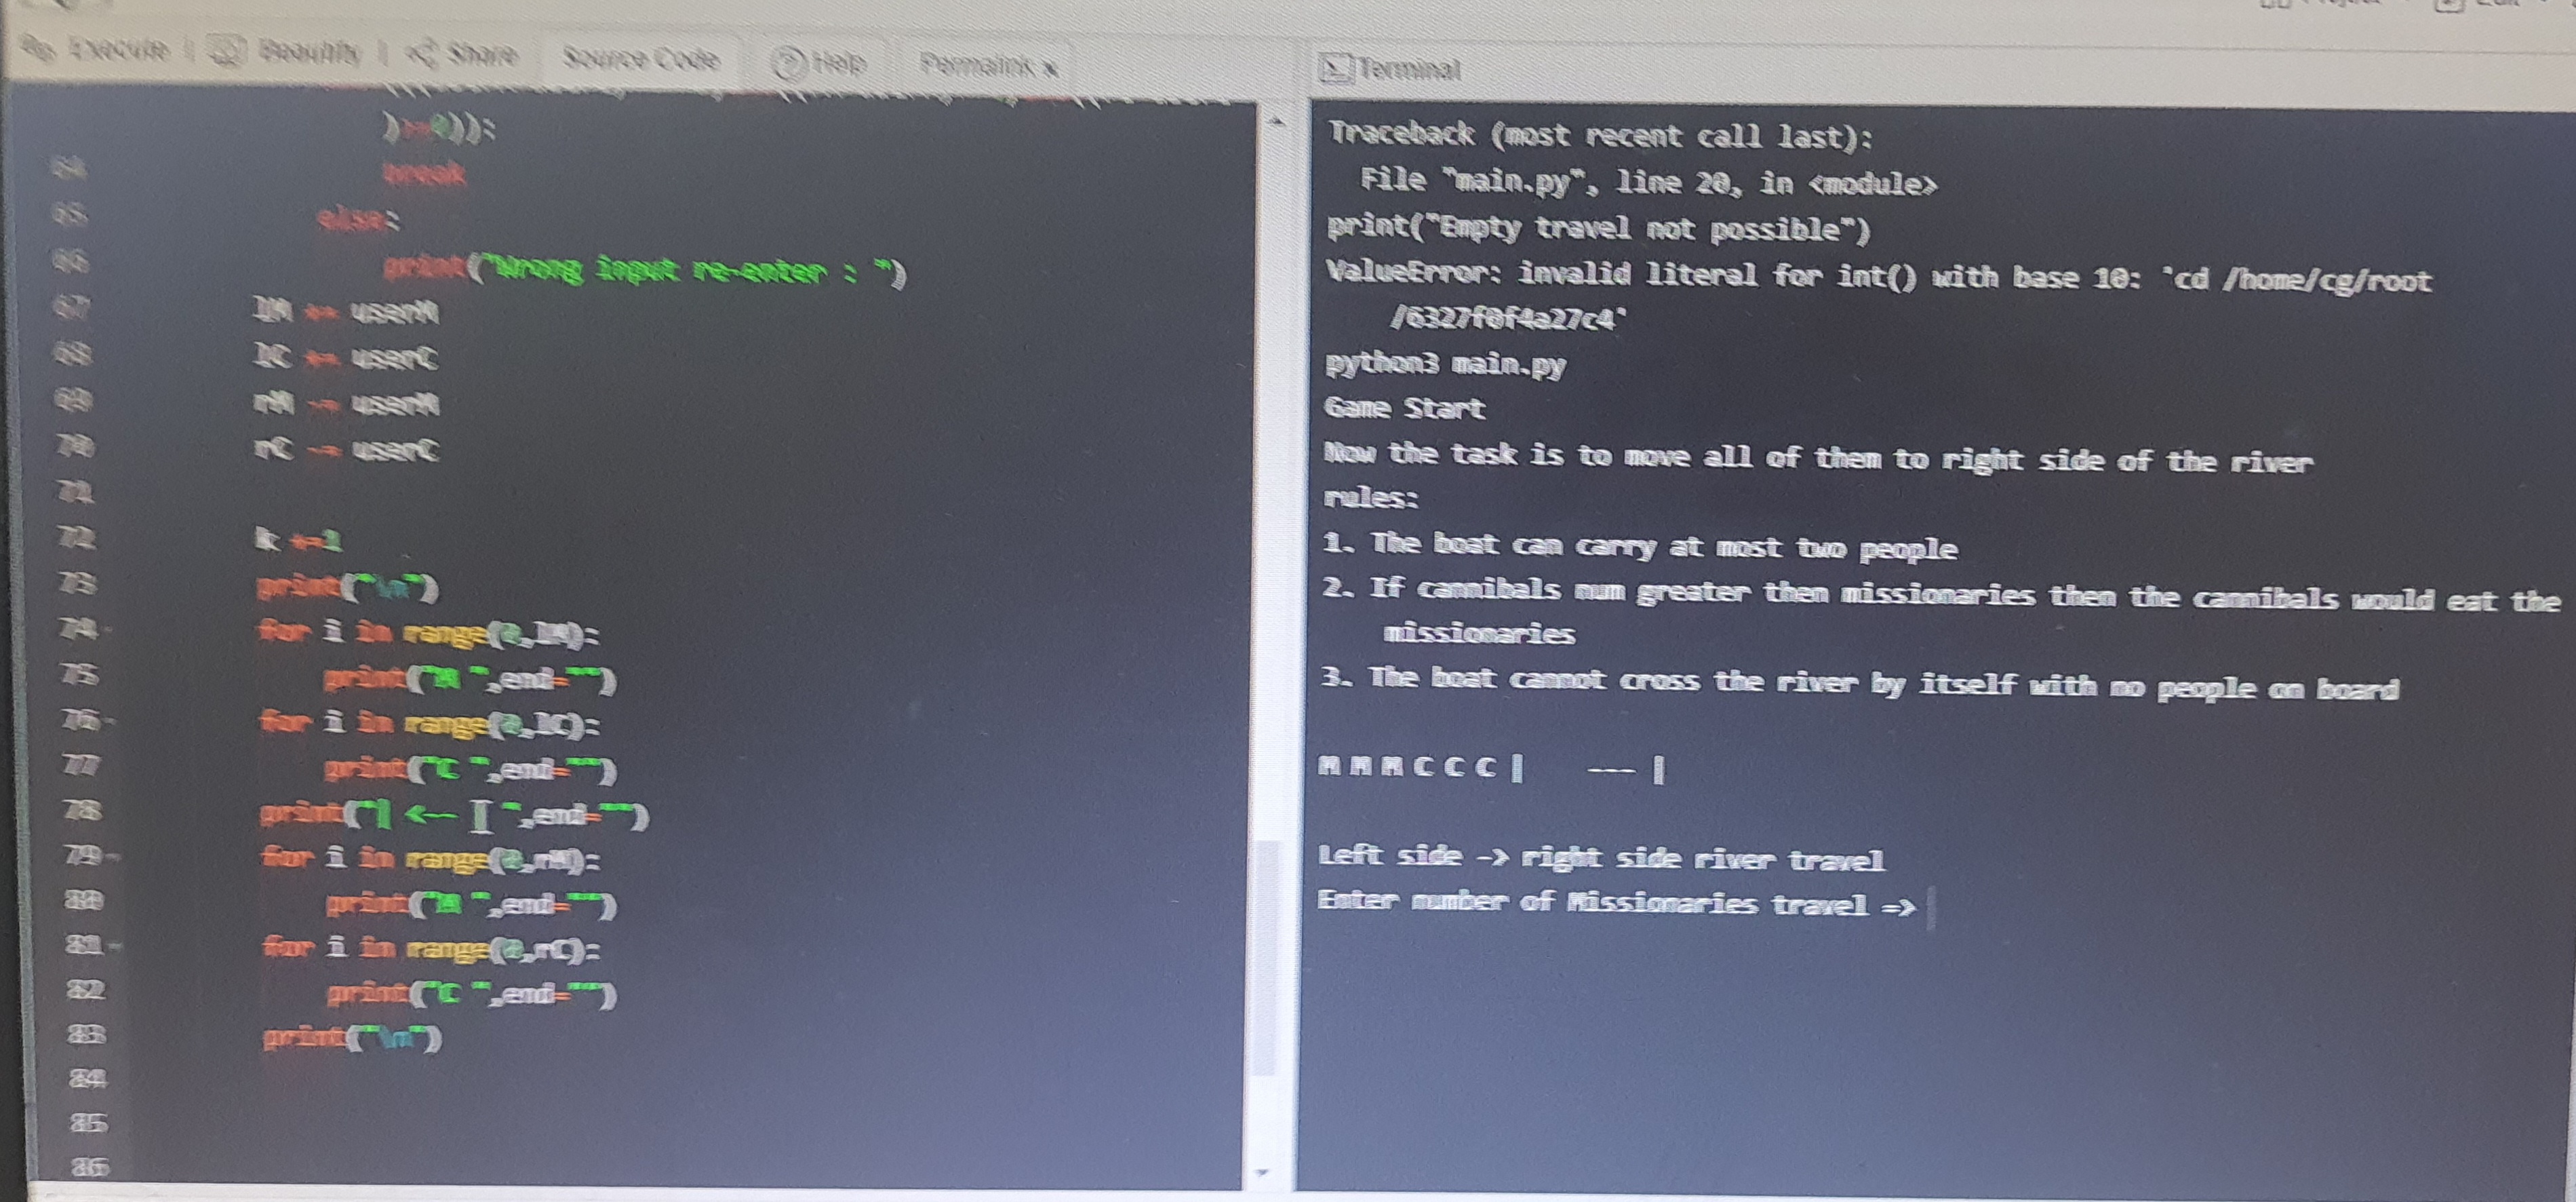 Execute | Beautify | Share Source Code Help Permalink
Terminal
)>=0)):
64 break
65 else:
66 print("Wrong input re-enter : ")
67 lM += userM
68 lC += userC
69 rM -= userM
70 rC -= userC
71
72 k +=1
73 print("\n")
74 for i in range(0,lM):
75 print("M ",end="")
76 for i in range(0,lC):
77 print("C ",end="")
78 print("| <-- | ",end="")
79 for i in range(0,rM):
80 print("M ",end="")
81 for i in range(0,rC):
82 print("C ",end="")
83 print("\n")
84
85
86
Traceback (most recent call last):
File "main.py", line 20, in <module>
print("Empty travel not possible")
ValueError: invalid literal for int() with base 10: 'cd /home/cg/root
/6327f0f4a27c4'
python3 main.py
Game Start
Now the task is to move all of them to right side of the river
rules:
1. The boat can carry at most two people
2. If cannibals num greater then missionaries then the cannibals would eat the
missionaries
3. The boat cannot cross the river by itself with no people on board
M M M C C C | --- |
Left side -> right side river travel
Enter number of Missionaries travel =>